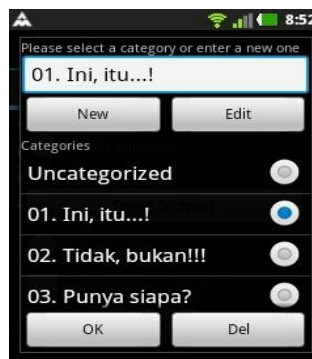 8:52
Please select a category or enter a new one
01. Ini, itu...!
New Edit
Categories
Uncategorized
01. Ini, itu...!
02. Tidak, bukan!!!
03. Punya siapa?
OK Del